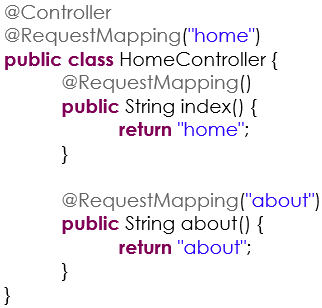 @Controller
@RequestMapping("home")
public class HomeController {
@RequestMapping()
public String index() {
return "home";
}
@RequestMapping("about")
public String about() {
return "about";
}
}